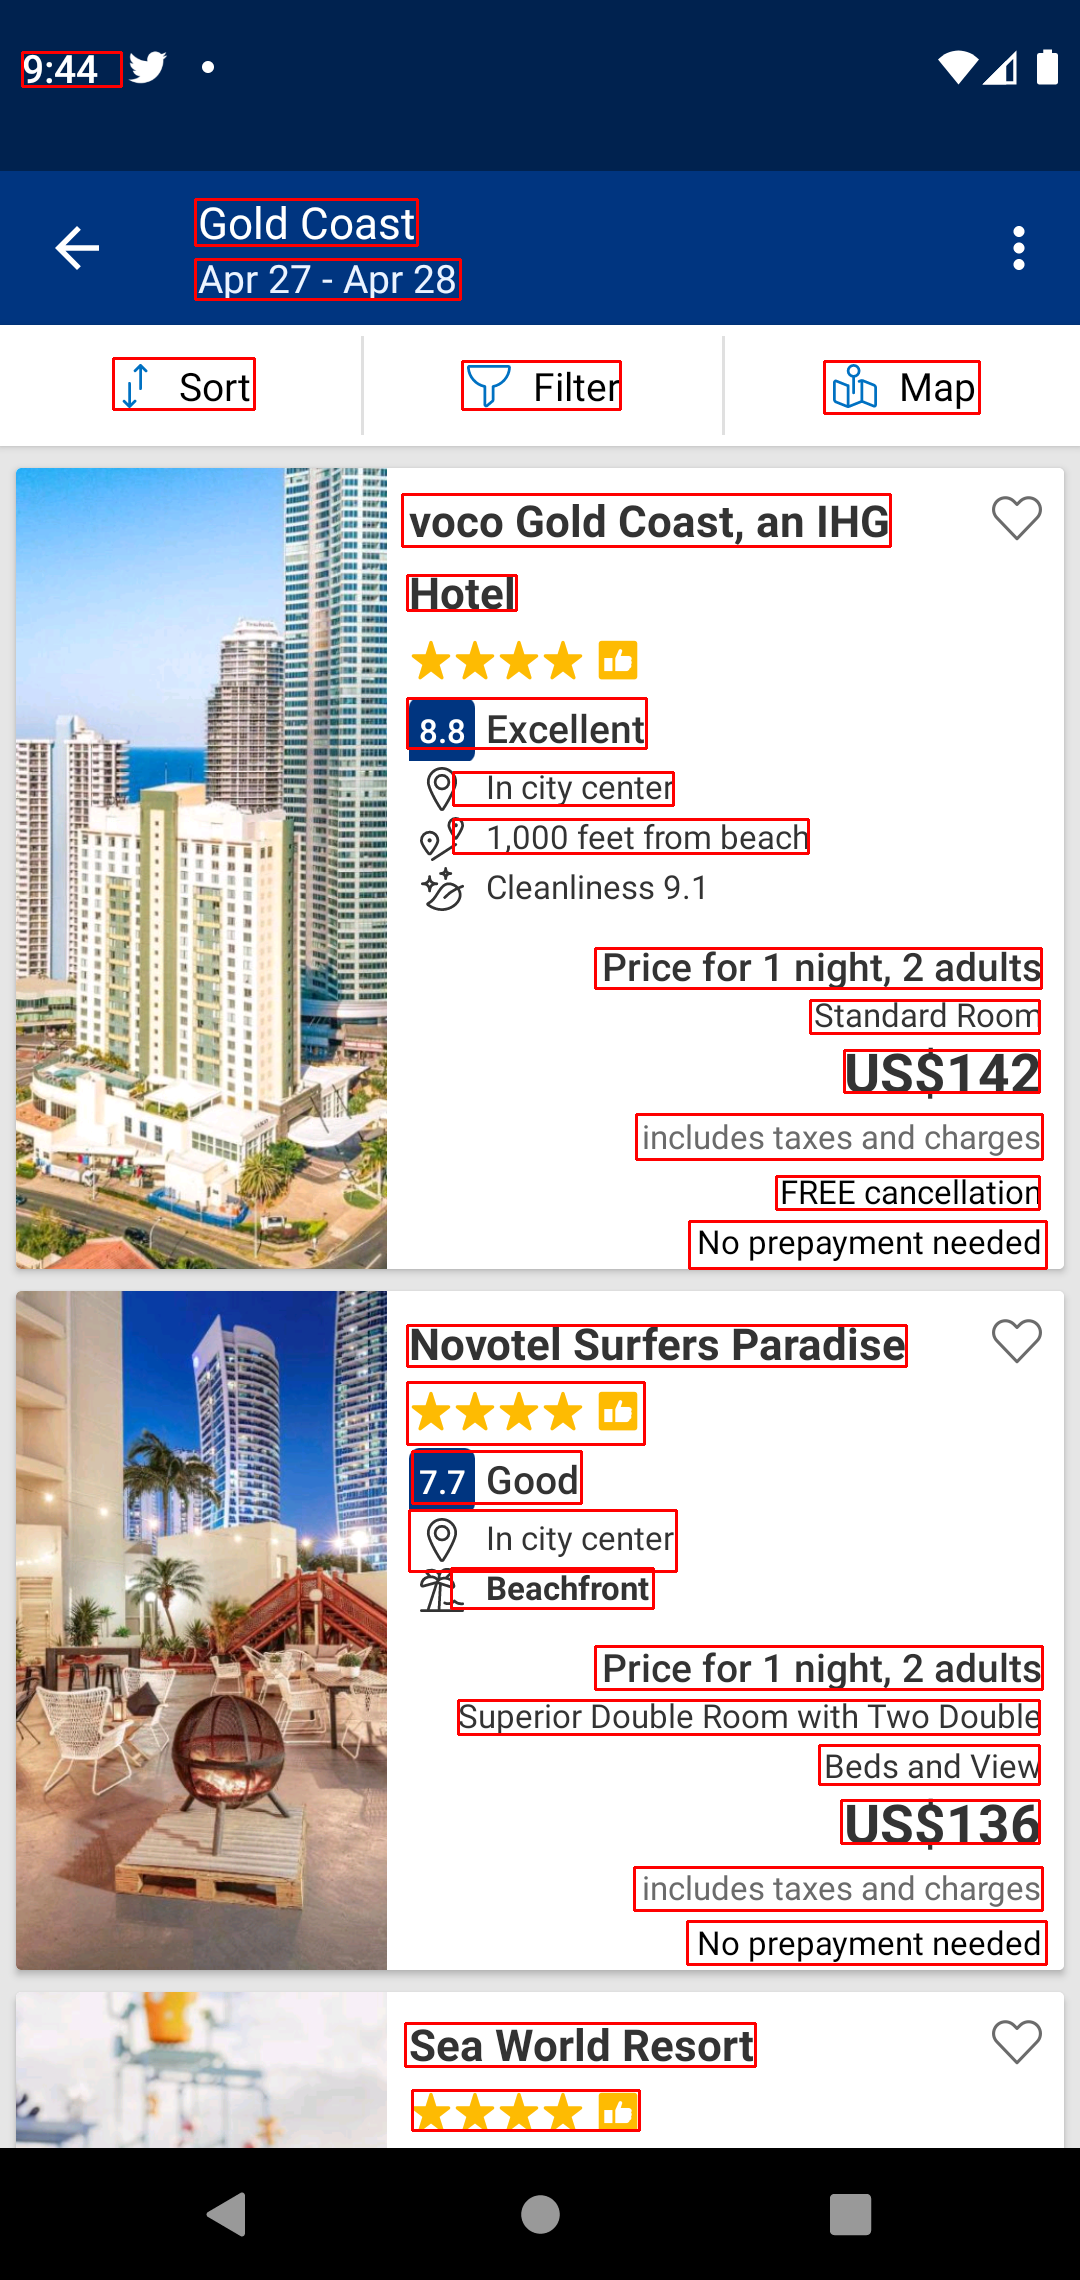 9:44
Gold Coast
Apr 27 - Apr 28
Sort
Filter
Map
voco Gold Coast, an IHG
Hotel
8.8 Excellent
In city center
1,000 feet from beach
Cleanliness 9.1
Price for 1 night, 2 adults
Standard Room
US$142
includes taxes and charges
FREE cancellation
No prepayment needed
Novotel Surfers Paradise
7.7 Good
In city center
Beachfront
Price for 1 night, 2 adults
Superior Double Room with Two Double
Beds and View
US$136
includes taxes and charges
No prepayment needed
Sea World Resort